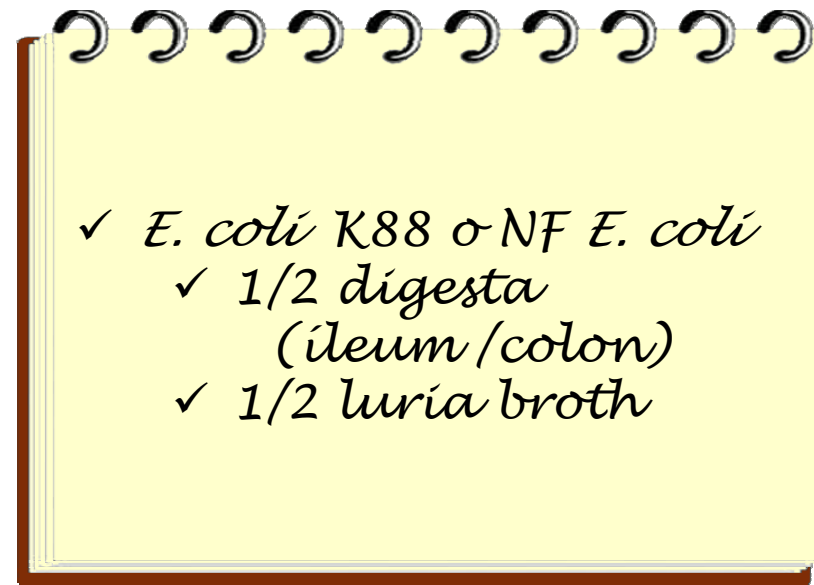 ✓ E. coli K88 o NF E. coli
✓ 1/2 digesta
(ileum/colon)
✓ 1/2 luria broth